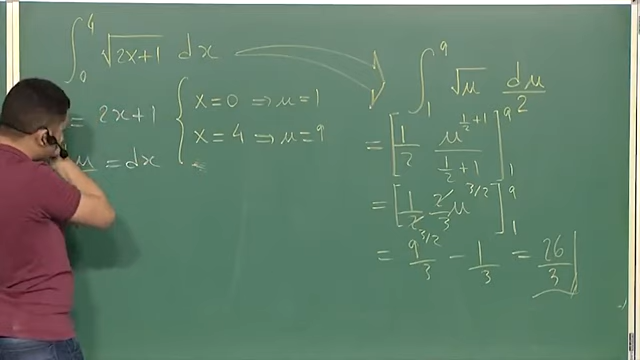 ∫₀⁴ √(2x+1) dx
= 2x+1
x=0 ⇒ u=1
x=4 ⇒ u=9
u = dx
∫₁⁹ √u du/2
= [1/2 u^(1/2+1)/(1/2+1)]₁⁹
= [1/2 2/3 u^(3/2)]₁⁹
= 9^(3/2)/3 - 1/3 = 26/3